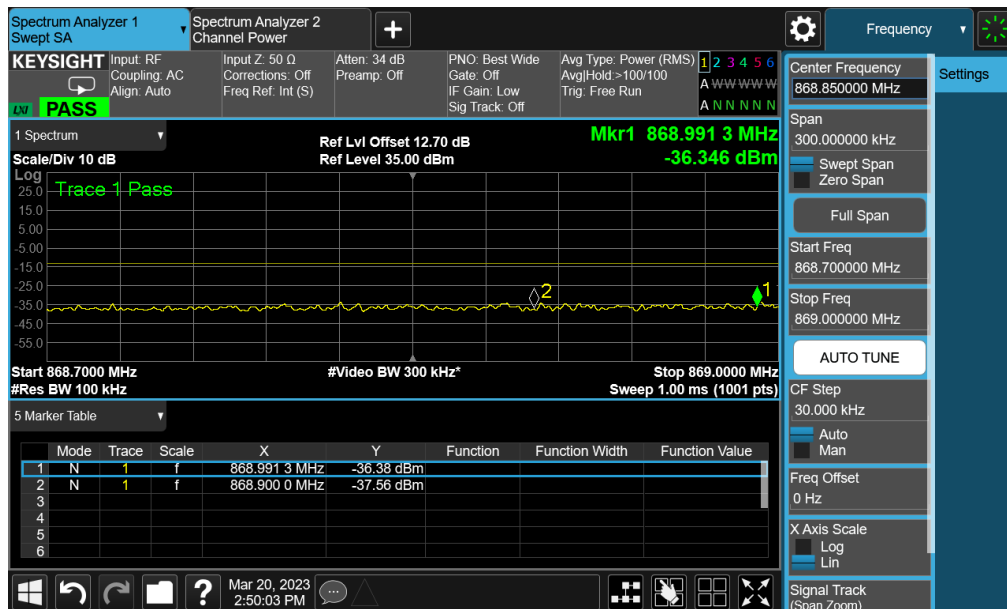 Spectrum Analyzer 1
Swept SA
Spectrum Analyzer 2
Channel Power
Frequency
KEYSIGHT
Input: RF
Coupling: AC
Align: Auto
Input Z: 50 Ω
Corrections: Off
Freq Ref: Int (S)
Atten: 34 dB
Preamp: Off
PNO: Best Wide
Gate: Off
IF Gain: Low
Sig Track: Off
Avg Type: Power (RMS)
Avg|Hold:>100/100
Trig: Free Run
1 2 3 4 5 6
A W W W W W
A N N N N N
LXI PASS
1 Spectrum
Scale/Div 10 dB
Ref Lvl Offset 12.70 dB
Ref Level 35.00 dBm
Mkr1 868.991 3 MHz
-36.346 dBm
Log
Trace 1 Pass
25.0
15.0
5.00
-5.00
-15.0
-25.0
-35.0
-45.0
-55.0
2
1
Start 868.7000 MHz
#Video BW 300 kHz*
Stop 869.0000 MHz
#Res BW 100 kHz
Sweep 1.00 ms (1001 pts)
5 Marker Table
Mode Trace Scale X Y Function Function Width Function Value
1 N 1 f 868.991 3 MHz -36.38 dBm
2 N 1 f 868.900 0 MHz -37.56 dBm
3
4
5
6
?
Mar 20, 2023
2:50:03 PM
Center Frequency
868.850000 MHz
Span
300.000000 kHz
Swept Span
Zero Span
Full Span
Start Freq
868.700000 MHz
Stop Freq
869.000000 MHz
AUTO TUNE
CF Step
30.000 kHz
Auto
Man
Freq Offset
0 Hz
X Axis Scale
Log
Lin
Signal Track
(Span Zoom)
Settings